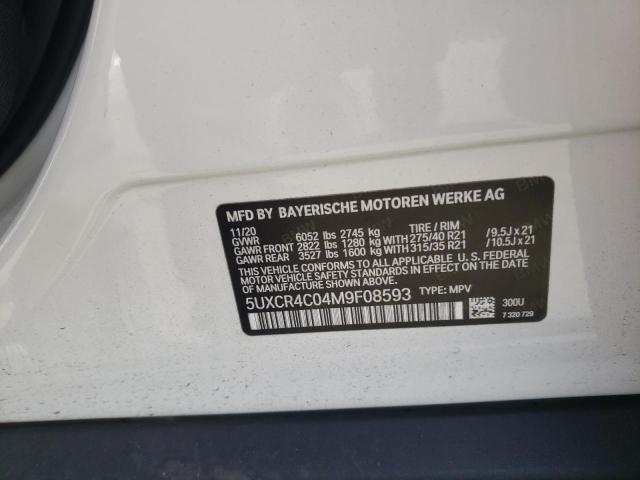 MFD BY BAYERISCHE MOTOREN WERKE AG
11/20
GVWR 6052 lbs 2745 kg TIRE / RIM
GAWR FRONT 2822 lbs 1280 kg WITH 275/40 R21 / 9.5J x 21
GAWR REAR 3527 lbs 1600 kg WITH 315/35 R21 / 10.5J x 21
THIS VEHICLE CONFORMS TO ALL APPLICABLE U. S. FEDERAL
MOTOR VEHICLE SAFETY STANDARDS IN EFFECT
ON THE DATE OF MANUFACTURE SHOWN ABOVE.
5UXCR4C04M9F08593 TYPE: MPV
300U
7 320 729